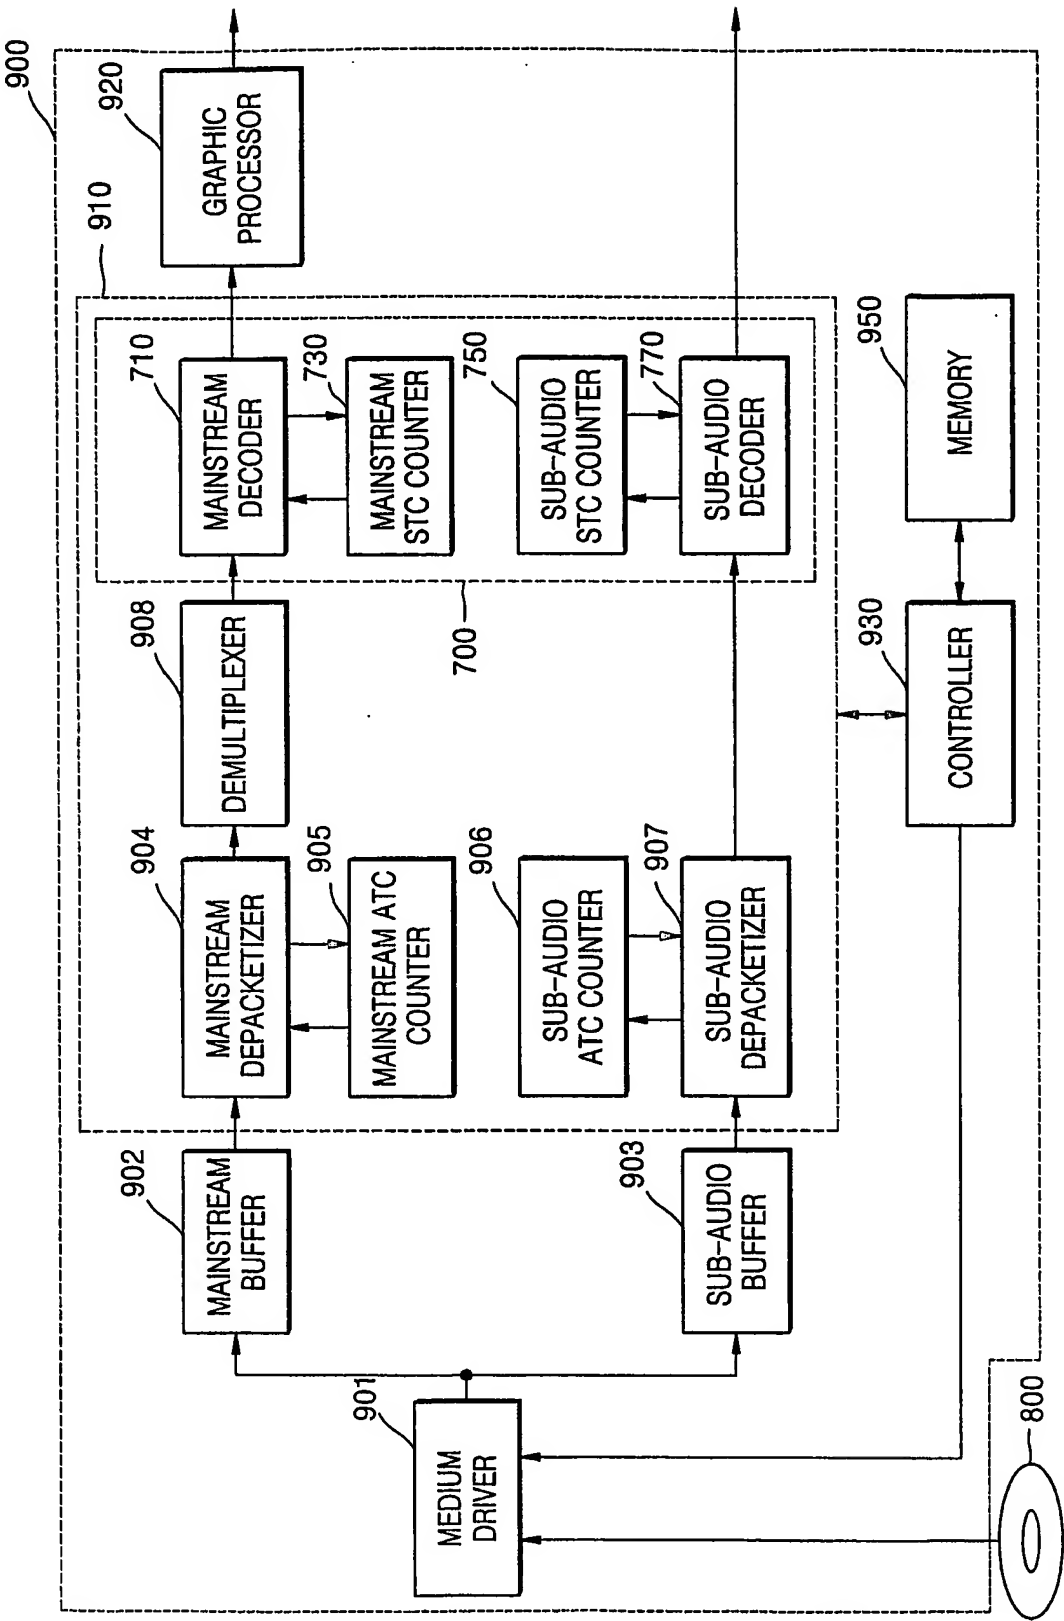 900
920
GRAPHIC
PROCESSOR
910
710
MAINSTREAM
DECODER
730
MAINSTREAM
STC COUNTER
750
SUB-AUDIO
STC COUNTER
770
SUB-AUDIO
DECODER
700
950
MEMORY
908
DEMULTIPLEXER
930
CONTROLLER
904
MAINSTREAM
DEPACKETIZER
905
MAINSTREAM ATC
COUNTER
906
SUB-AUDIO
ATC COUNTER
907
SUB-AUDIO
DEPACKETIZER
902
MAINSTREAM
BUFFER
903
SUB-AUDIO
BUFFER
901
MEDIUM
DRIVER
800